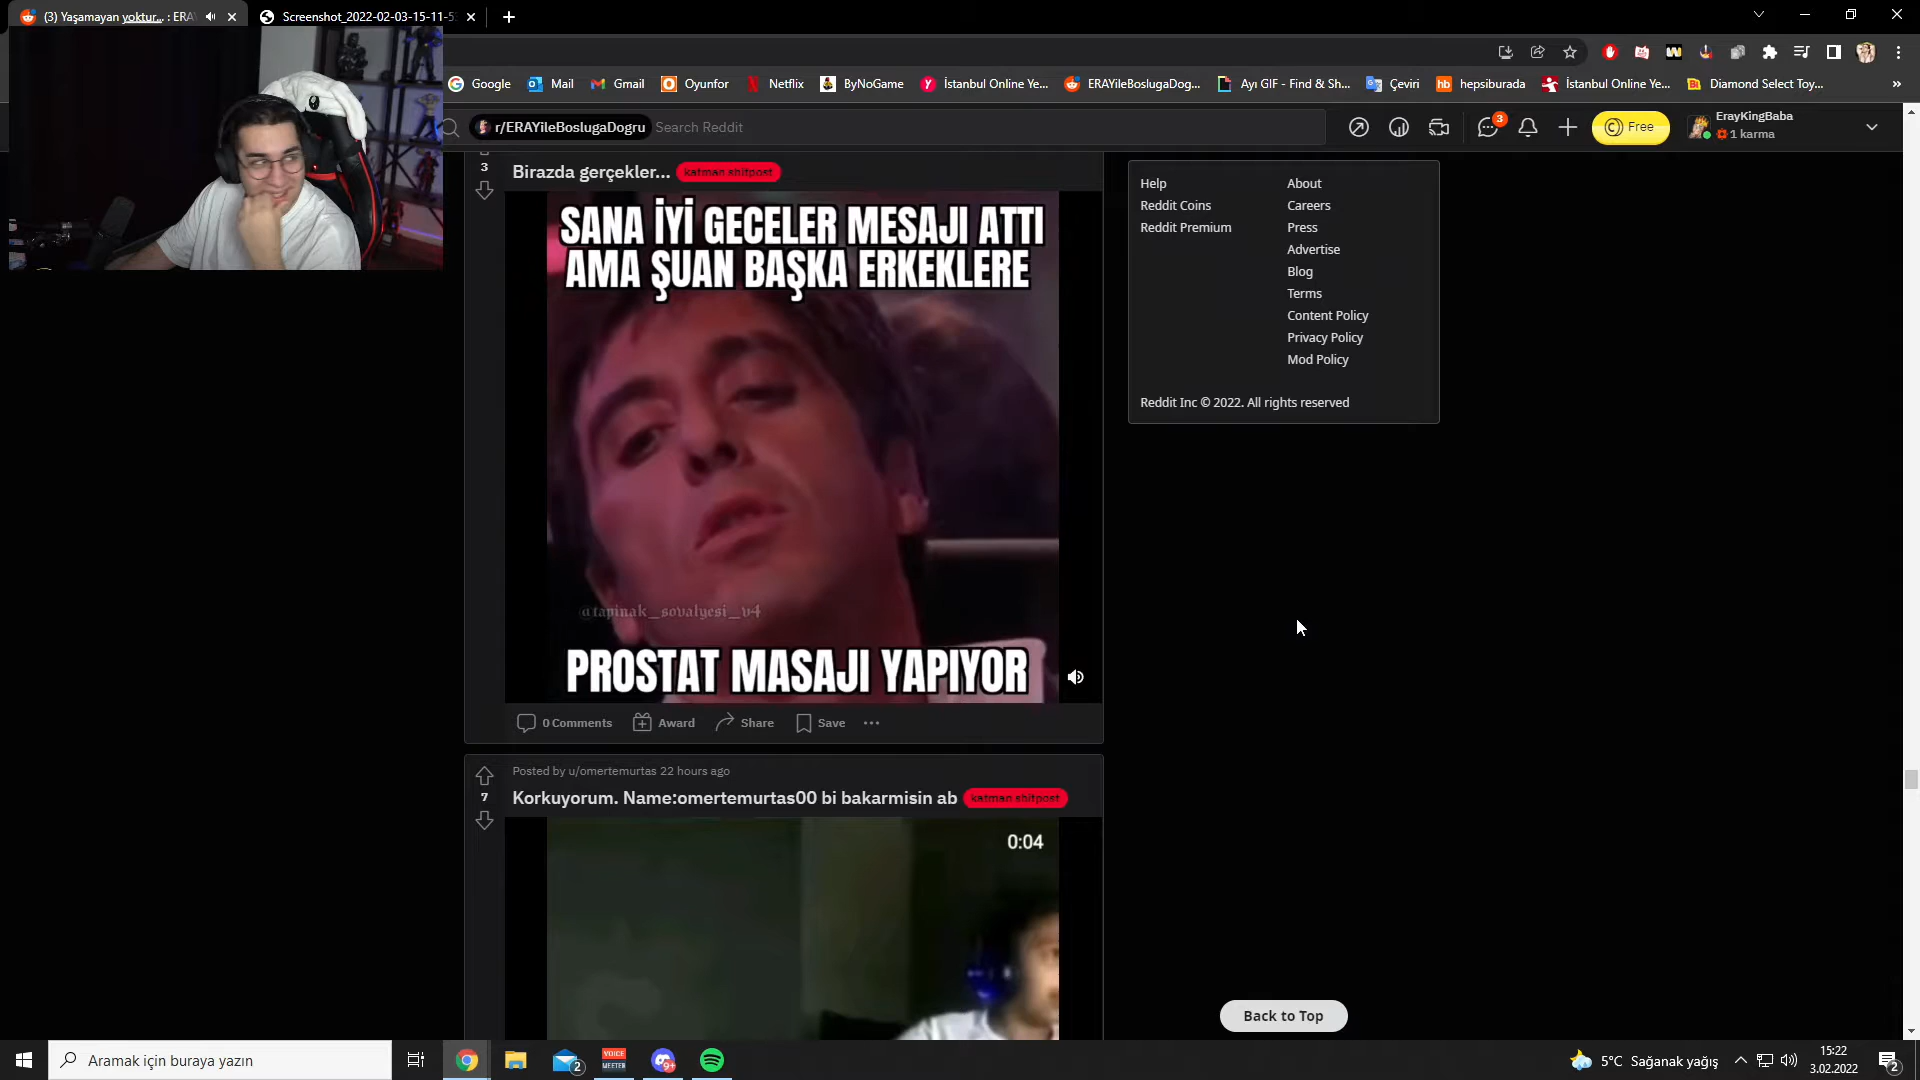 (3) Yaşamayan yoktur... : ERA
Screenshot_2022-02-03-15-11-5
Google
Mail
Gmail
Oyunfor
Netflix
ByNoGame
İstanbul Online Ye...
ERAYileBoslugaDog...
Ayı GIF - Find & Sh...
Çeviri
hepsiburada
İstanbul Online Ye...
Diamond Select Toy...
»
r/ERAYileBoslugaDogru
Search Reddit
3
Free
ErayKingBaba
1 karma
3
Birazda gerçekler...
katman shitpost
SANA İYİ GECELER MESAJI ATTI
AMA ŞUAN BAŞKA ERKEKLERE
@tapinak_sovalyesi_v4
PROSTAT MASAJI YAPIYOR
0 Comments
Award
Share
Save
Help
About
Reddit Coins
Careers
Reddit Premium
Press
Advertise
Blog
Terms
Content Policy
Privacy Policy
Mod Policy
Reddit Inc © 2022. All rights reserved
Posted by u/omertemurtas 22 hours ago
7
Korkuyorum. Name:omertemurtas00 bi bakarmisin ab
katman shitpost
0:04
Back to Top
Aramak için buraya yazın
2
VOICE
MEETER
9+
5°C Sağanak yağış
15:22
3.02.2022
2